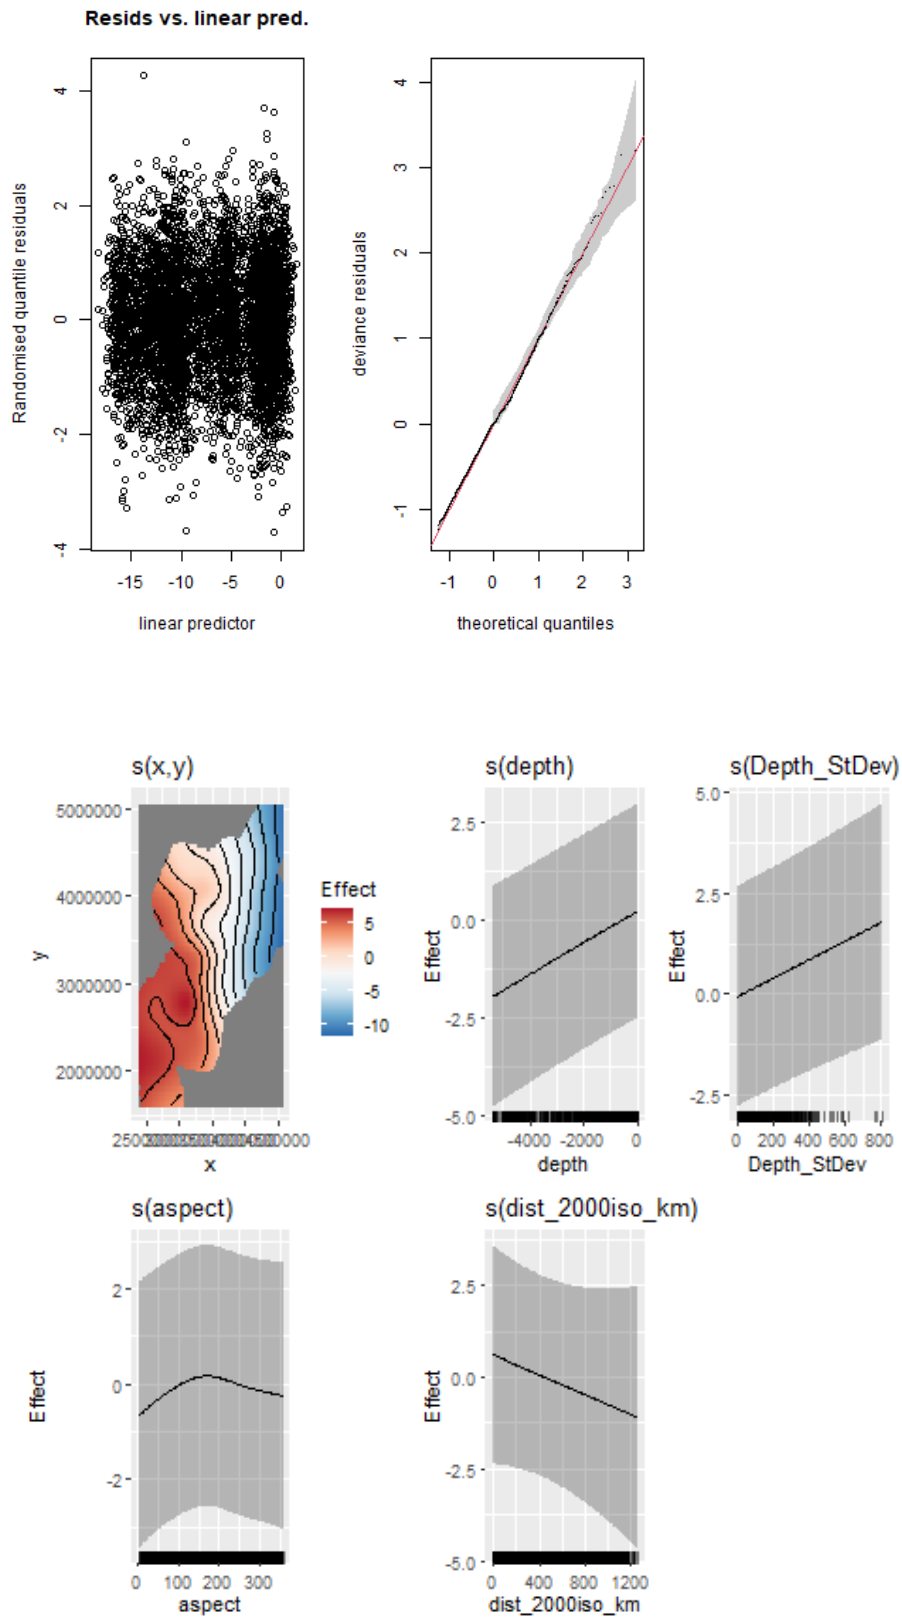 Resids vs. linear pred.
Randomised quantile residuals
4
2
0
-2
-4
-15 -10 -5 0
linear predictor
deviance residuals
4
3
2
1
0
-1
-1 0 1 2 3
theoretical quantiles
s(x,y)
y
5000000
4000000
3000000
2000000
x
Effect
5
0
-5
-10
s(depth)
Effect
2.5
0.0
-2.5
-5.0
-4000 -2000 0
depth
s(Depth_StDev)
Effect
5.0
2.5
0.0
-2.5
0 200 400 600 800
Depth_StDev
s(aspect)
Effect
2
0
-2
0 100 200 300
aspect
s(dist_2000iso_km)
Effect
2.5
0.0
-2.5
-5.0
0 400 800 1200
dist_2000iso_km